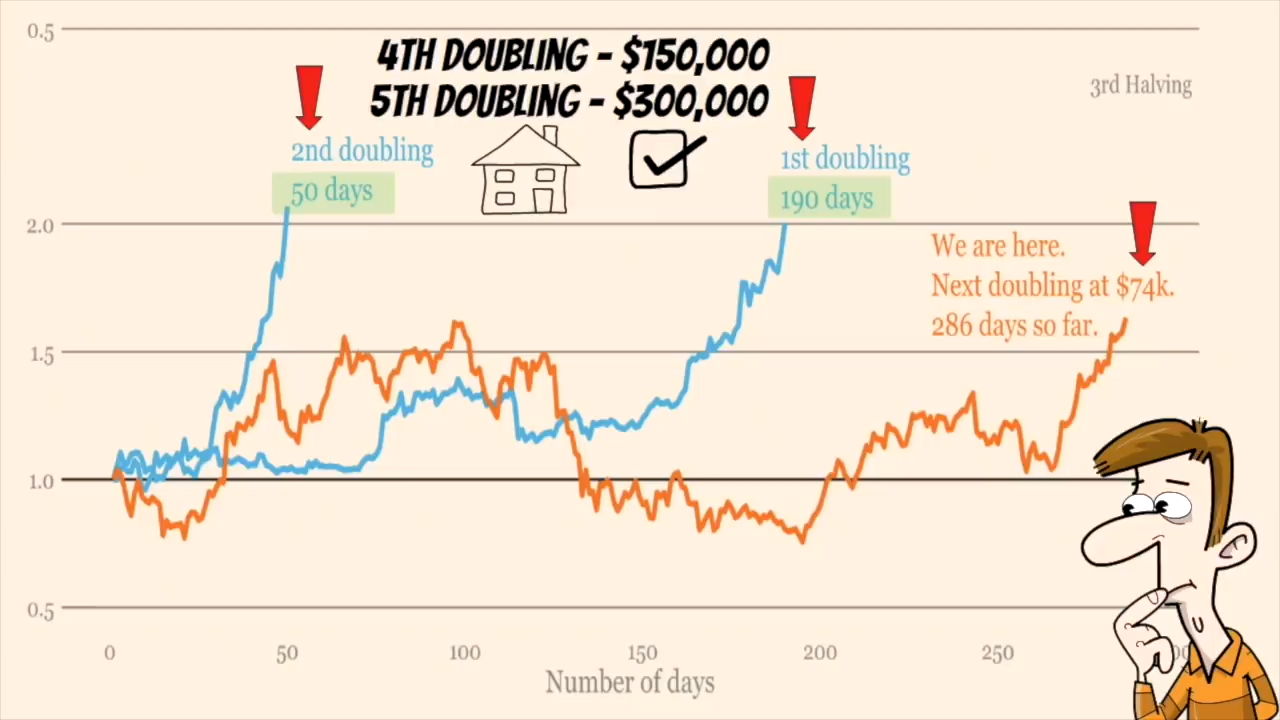 0.5
4TH DOUBLING - $150,000
5TH DOUBLING - $300,000
3rd Halving
2nd doubling
50 days
1st doubling
190 days
2.0
We are here.
Next doubling at $74k.
286 days so far.
1.5
1.0
0.5
0
50
100
150
200
250
Number of days